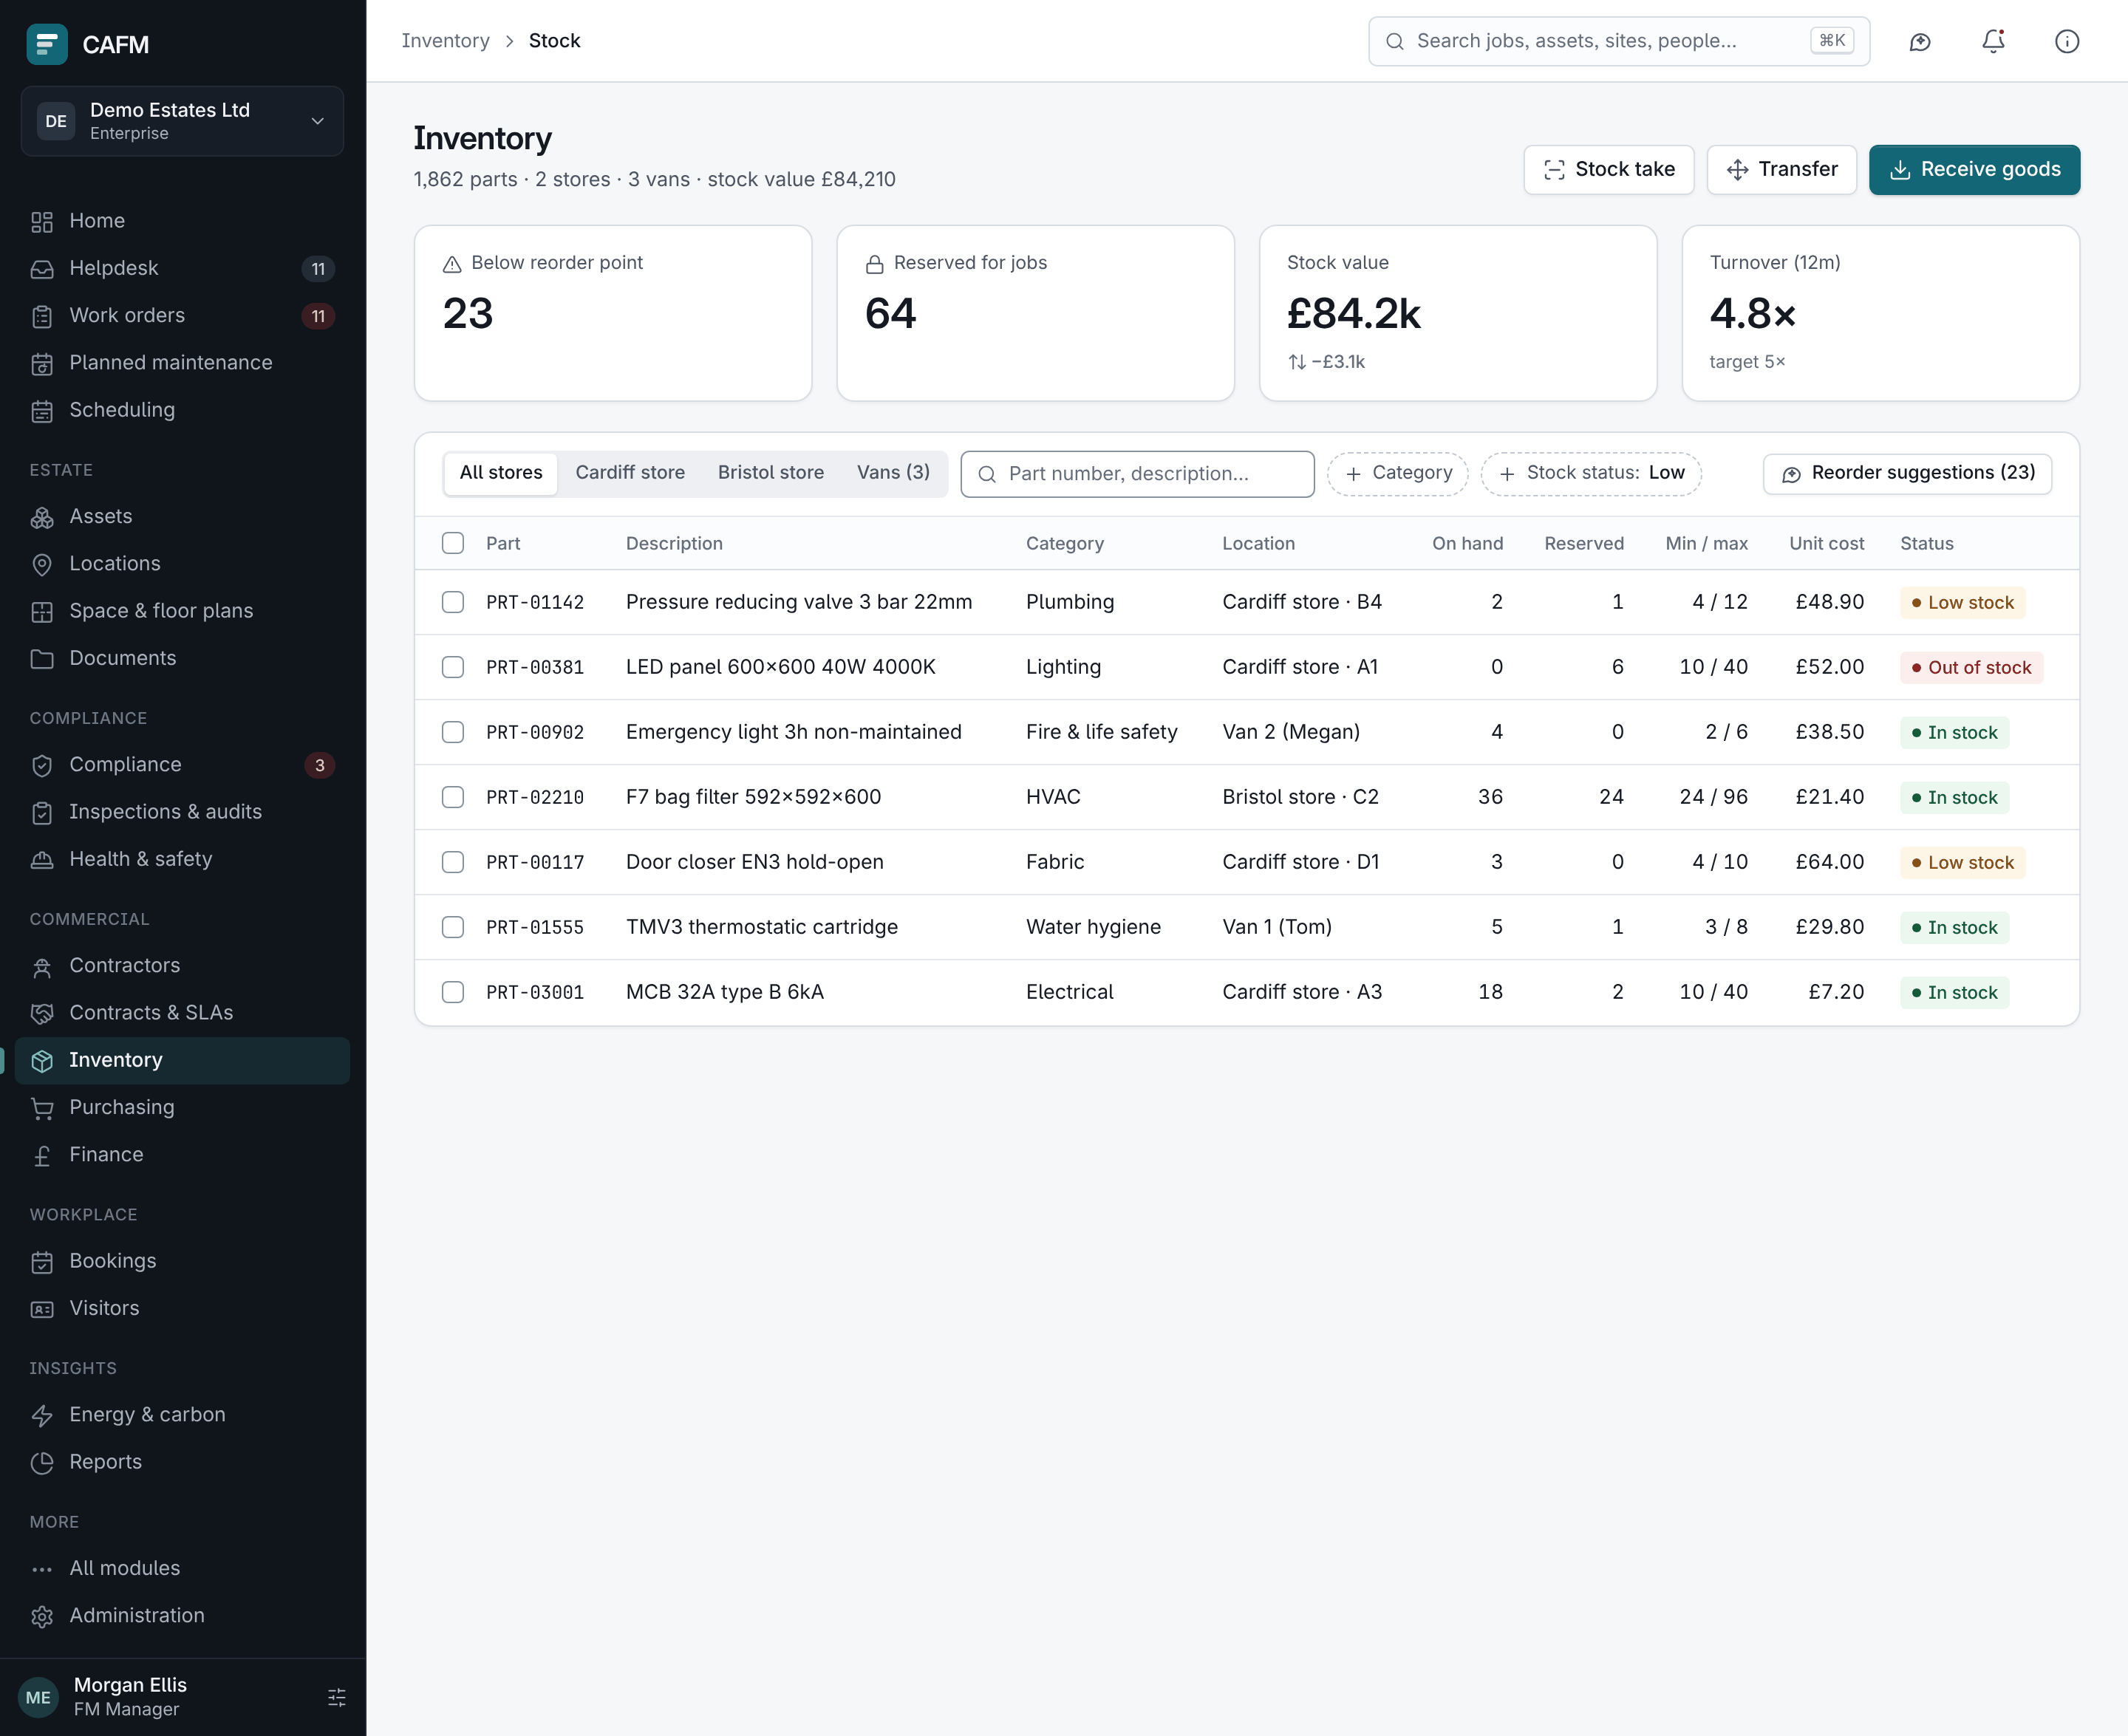 CAFM
DE
Demo Estates Ltd
Enterprise
Home
Helpdesk 11
Work orders 11
Planned maintenance
Scheduling
ESTATE
Assets
Locations
Space & floor plans
Documents
COMPLIANCE
Compliance 3
Inspections & audits
Health & safety
COMMERCIAL
Contractors
Contracts & SLAs
Inventory
Purchasing
Finance
WORKPLACE
Bookings
Visitors
INSIGHTS
Energy & carbon
Reports
MORE
All modules
Administration
ME
Morgan Ellis
FM Manager
Inventory > Stock
Search jobs, assets, sites, people... ⌘K
Inventory
1,862 parts · 2 stores · 3 vans · stock value £84,210
Stock take Transfer Receive goods
Below reorder point
23
Reserved for jobs
64
Stock value
£84.2k
−£3.1k
Turnover (12m)
4.8×
target 5×
All stores Cardiff store Bristol store Vans (3) Part number, description... + Category + Stock status: Low Reorder suggestions (23)
Part Description Category Location On hand Reserved Min / max Unit cost Status
PRT-01142 Pressure reducing valve 3 bar 22mm Plumbing Cardiff store · B4 2 1 4 / 12 £48.90 Low stock
PRT-00381 LED panel 600×600 40W 4000K Lighting Cardiff store · A1 0 6 10 / 40 £52.00 Out of stock
PRT-00902 Emergency light 3h non-maintained Fire & life safety Van 2 (Megan) 4 0 2 / 6 £38.50 In stock
PRT-02210 F7 bag filter 592×592×600 HVAC Bristol store · C2 36 24 24 / 96 £21.40 In stock
PRT-00117 Door closer EN3 hold-open Fabric Cardiff store · D1 3 0 4 / 10 £64.00 Low stock
PRT-01555 TMV3 thermostatic cartridge Water hygiene Van 1 (Tom) 5 1 3 / 8 £29.80 In stock
PRT-03001 MCB 32A type B 6kA Electrical Cardiff store · A3 18 2 10 / 40 £7.20 In stock